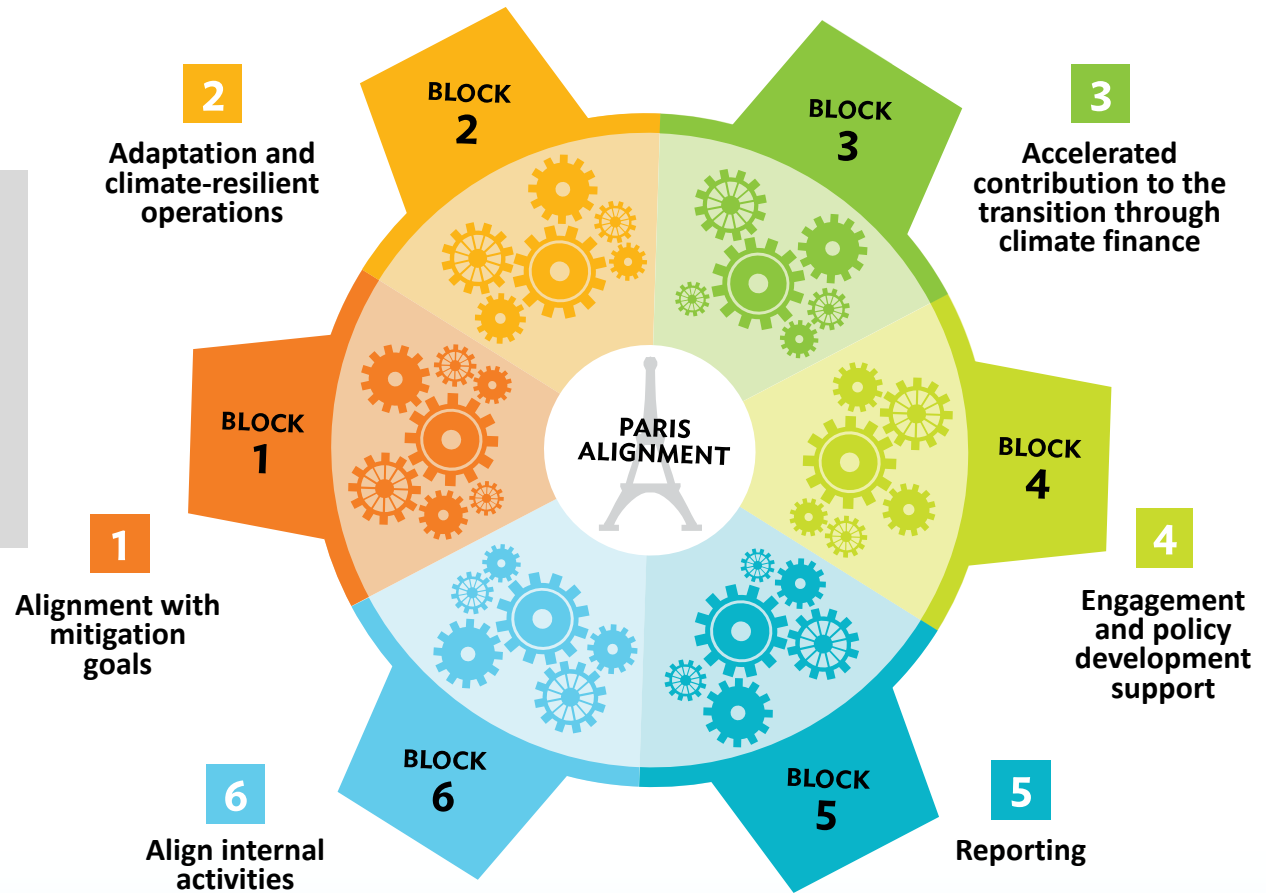 BLOCK
2
BLOCK
3
2
Adaptation and
climate-resilient
operations
3
Accelerated
contribution to the
transition through
climate finance
BLOCK
1
PARIS
ALIGNMENT
BLOCK
4
1
Alignment with
mitigation
goals
4
Engagement
and policy
development
support
BLOCK
6
BLOCK
5
6
Align internal
activities
5
Reporting